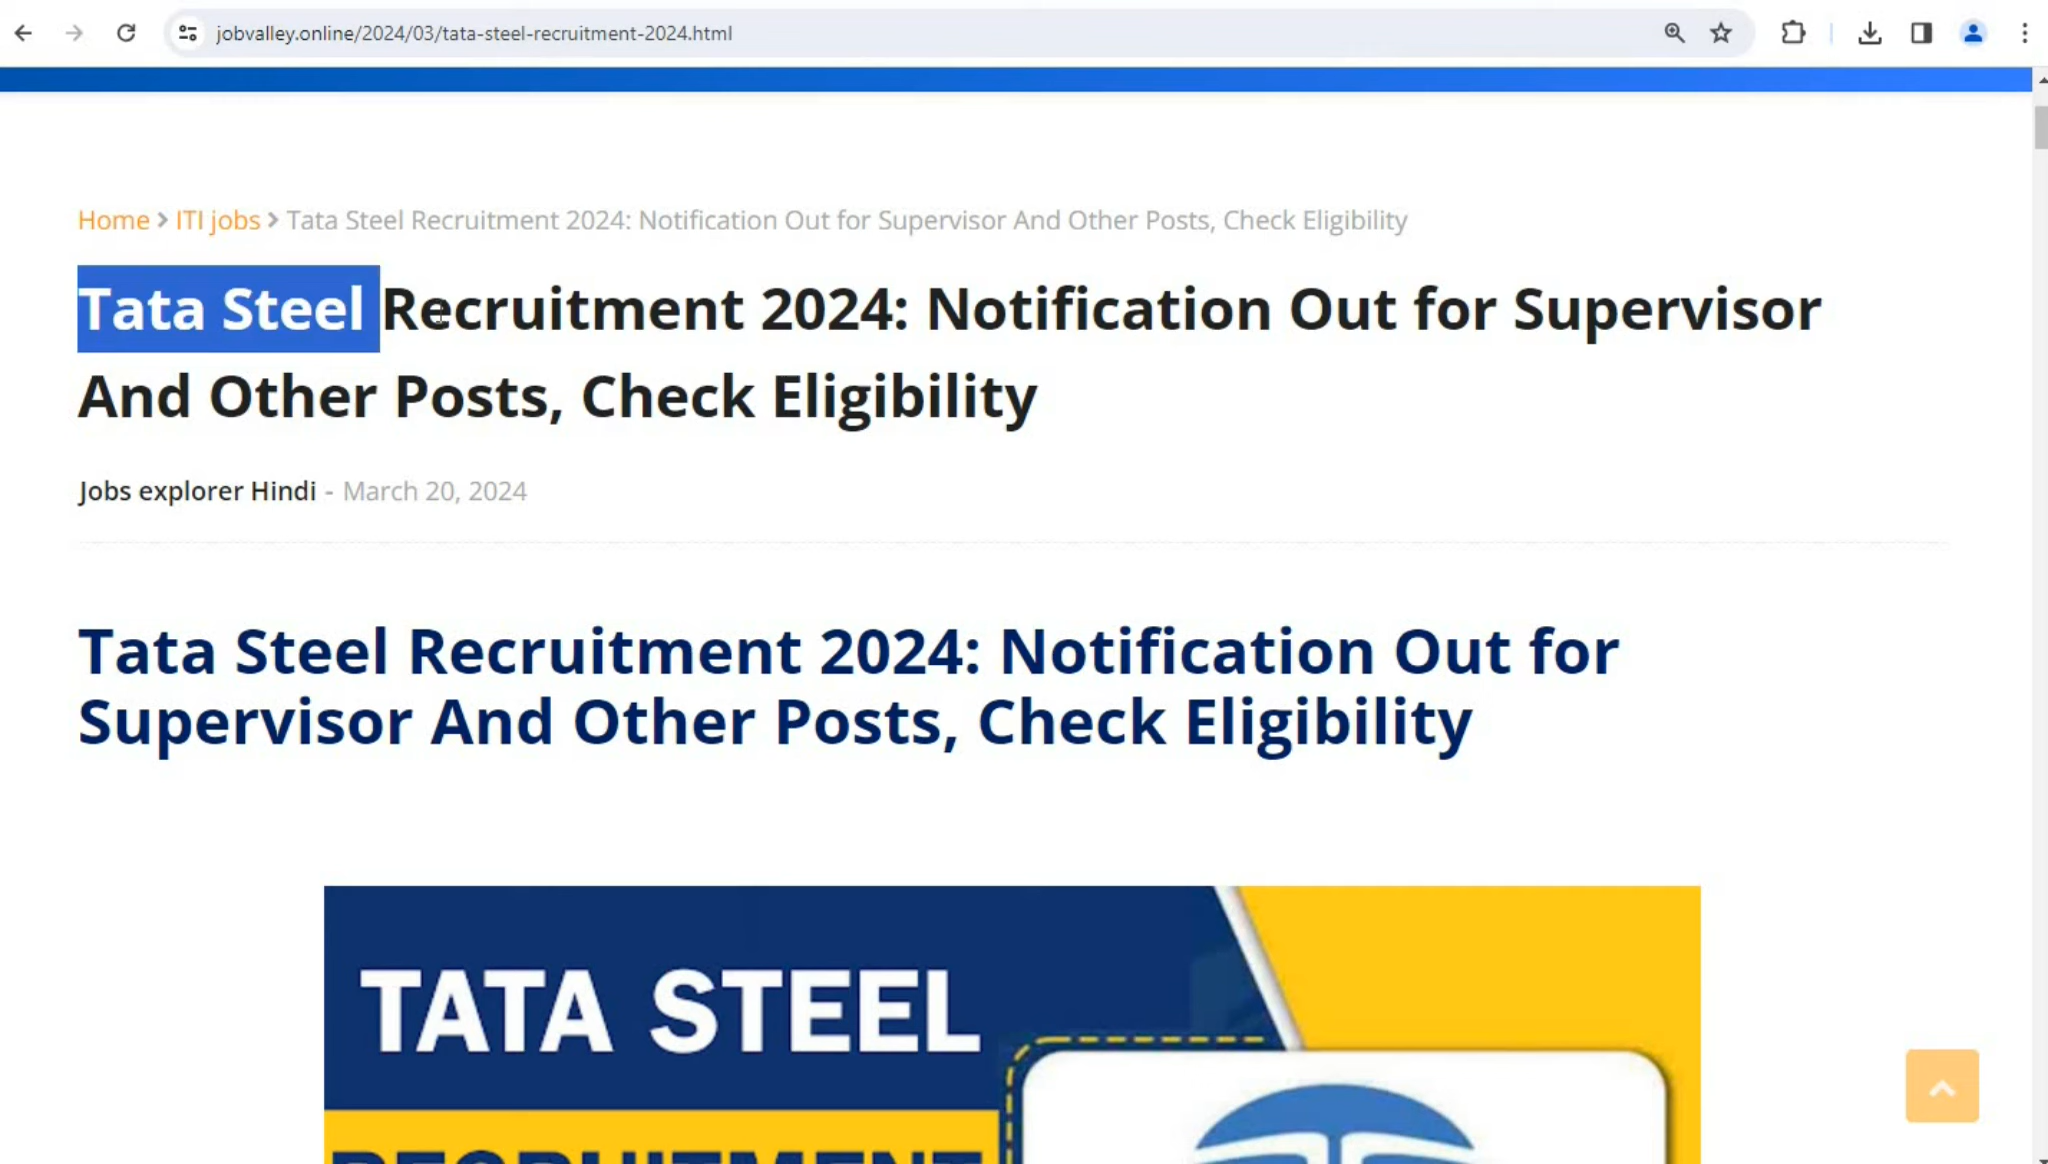 jobvalley.online/2024/03/tata-steel-recruitment-2024.html
Home > ITI jobs > Tata Steel Recruitment 2024: Notification Out for Supervisor And Other Posts, Check Eligibility
Tata Steel Recruitment 2024: Notification Out for Supervisor
And Other Posts, Check Eligibility
Jobs explorer Hindi - March 20, 2024
Tata Steel Recruitment 2024: Notification Out for
Supervisor And Other Posts, Check Eligibility
TATA STEEL
RECRUITMENT